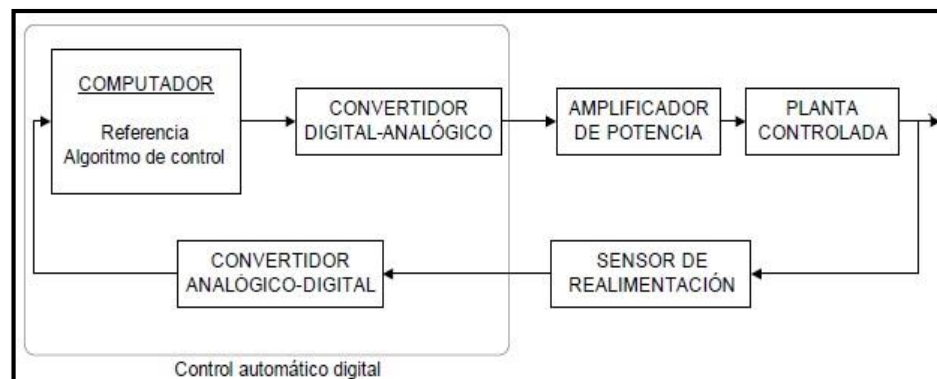 COMPUTADOR
Referencia
Algoritmo de control
CONVERTIDOR
DIGITAL-ANALÓGICO
AMPLIFICADOR
DE POTENCIA
PLANTA
CONTROLADA
CONVERTIDOR
ANALÓGICO-DIGITAL
SENSOR DE
REALIMENTACIÓN
Control automático digital